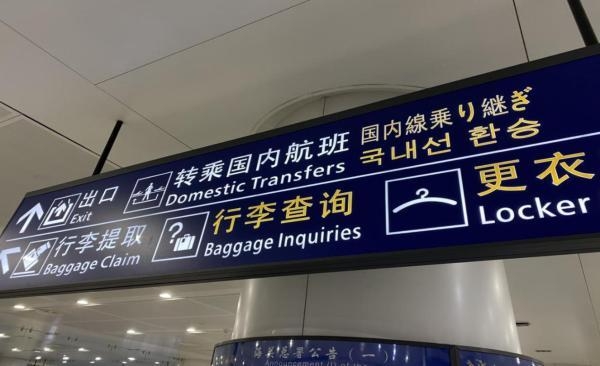 出口
Exit
转乘国内航班
Domestic Transfers
国内線乗り継ぎ
국내선 환승
行李提取
Baggage Claim
?
行李查询
Baggage Inquiries
更衣
Locker
海关总署公告（一）